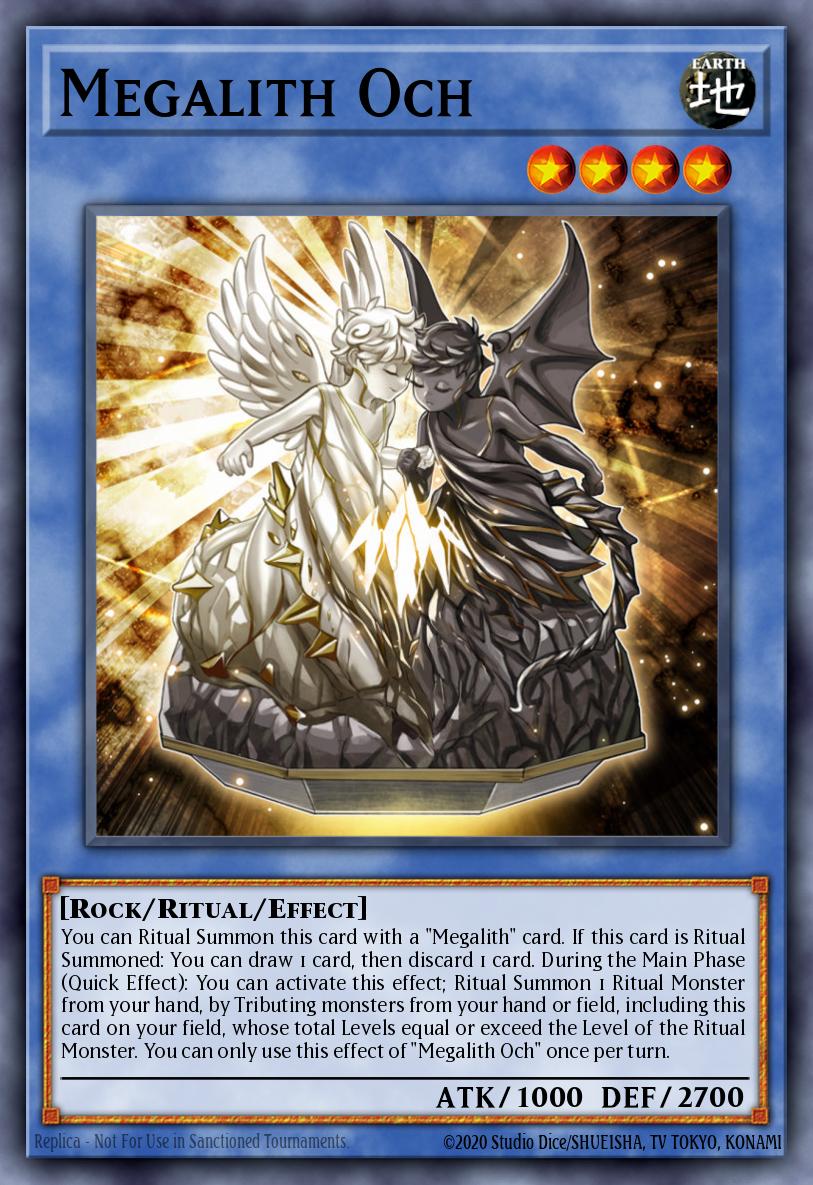 Megalith Och
EARTH
地
[Rock/Ritual/Effect]
You can Ritual Summon this card with a "Megalith" card. If this card is Ritual
Summoned: You can draw 1 card, then discard 1 card. During the Main Phase
(Quick Effect): You can activate this effect; Ritual Summon 1 Ritual Monster
from your hand, by Tributing monsters from your hand or field, including this
card on your field, whose total Levels equal or exceed the Level of the Ritual
Monster. You can only use this effect of "Megalith Och" once per turn.
ATK/1000 DEF/2700
Replica - Not For Use in Sanctioned Tournaments.
©2020 Studio Dice/SHUEISHA, TV TOKYO, KONAMI